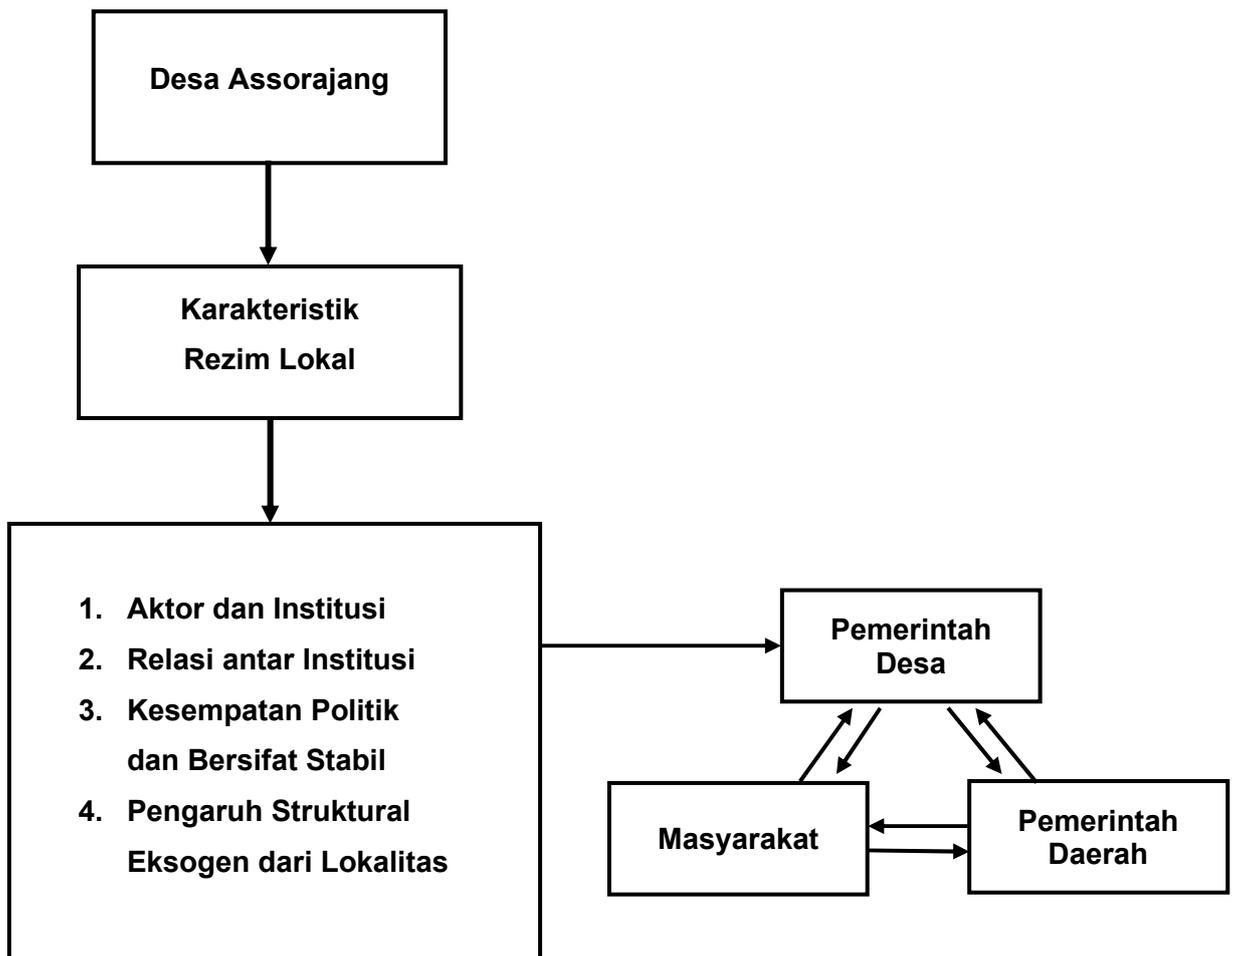 Desa Assorajang
Karakteristik
Rezim Lokal
1. Aktor dan Institusi
2. Relasi antar Institusi
3. Kesempatan Politik
dan Bersifat Stabil
4. Pengaruh Struktural
Eksogen dari Lokalitas
Pemerintah
Desa
Masyarakat
Pemerintah
Daerah